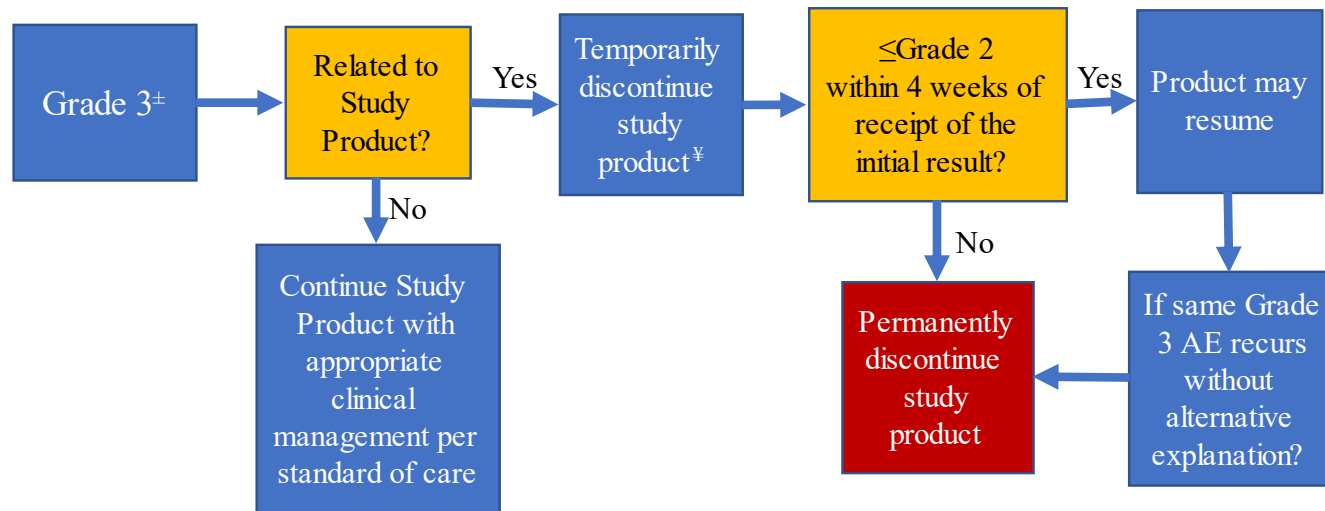 Grade 3±
Related to
Study
Product?
Yes
No
Continue Study
Product with
appropriate
clinical
management per
standard of care
Temporarily
discontinue
study
product¥
≤Grade 2
within 4 weeks of
receipt of the
initial result?
Yes
No
Product may
resume
If same Grade
3 AE recurs
without
alternative
explanation?
Permanently
discontinue
study
product